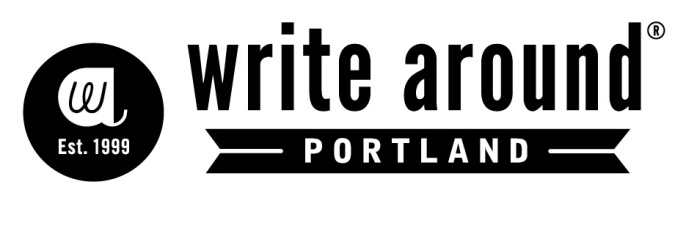 write around®
PORTLAND
w a
Est. 1999